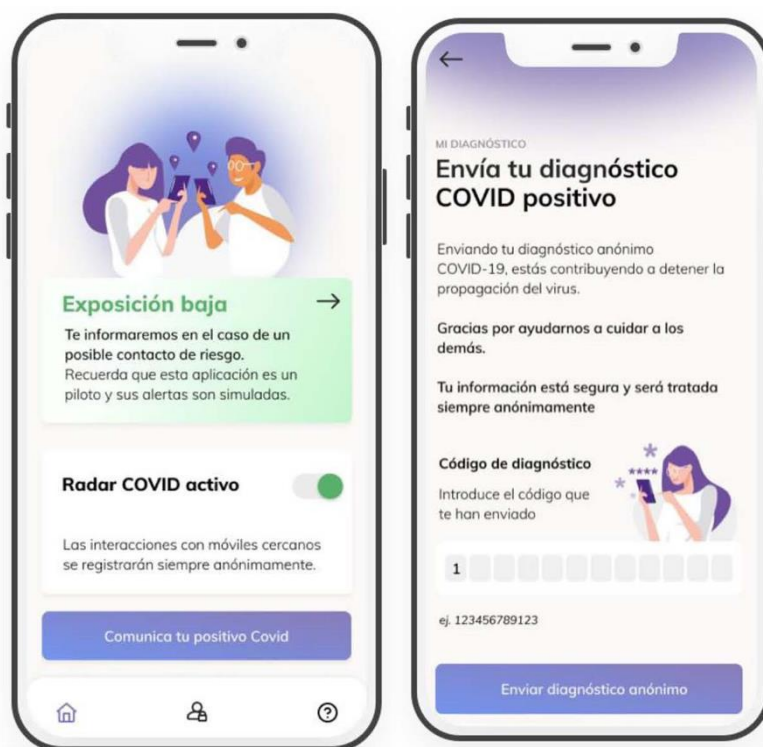 Exposición baja
Te informaremos en el caso de un
posible contacto de riesgo.
Recuerda que esta aplicación es un
piloto y sus alertas son simuladas.
Radar COVID activo
Las interacciones con móviles cercanos
se registrarán siempre anónimamente.
Comunica tu positivo Covid
MI DIAGNÓSTICO
Envía tu diagnóstico
COVID positivo
Enviando tu diagnóstico anónimo
COVID-19, estás contribuyendo a detener la
propagación del virus.
Gracias por ayudarnos a cuidar a los
demás.
Tu información está segura y será tratada
siempre anónimamente
Código de diagnóstico
Introduce el código que
te han enviado
****
1
ej. 123456789123
Enviar diagnóstico anónimo